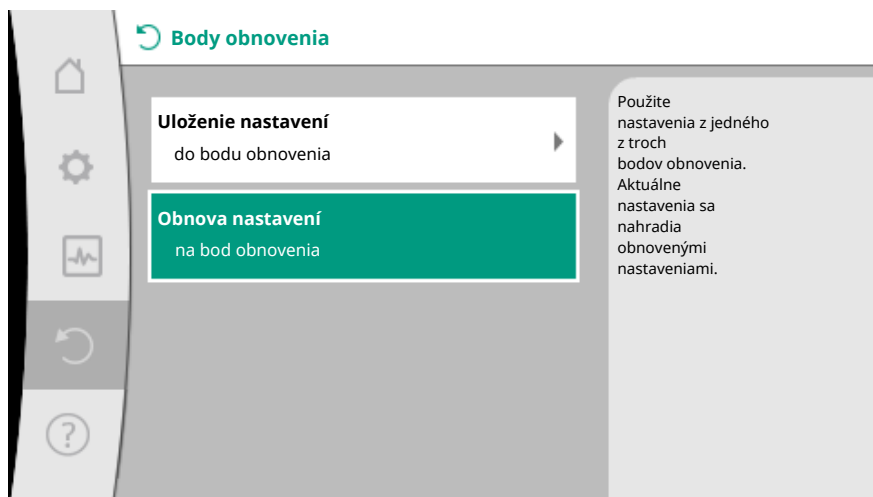 Body obnovenia
Uloženie nastavení
do bodu obnovenia
Obnova nastavení
na bod obnovenia
Použite
nastavenia z jedného
z troch
bodov obnovenia.
Aktuálne
nastavenia sa
nahradia
obnovenými
nastaveniami.
?